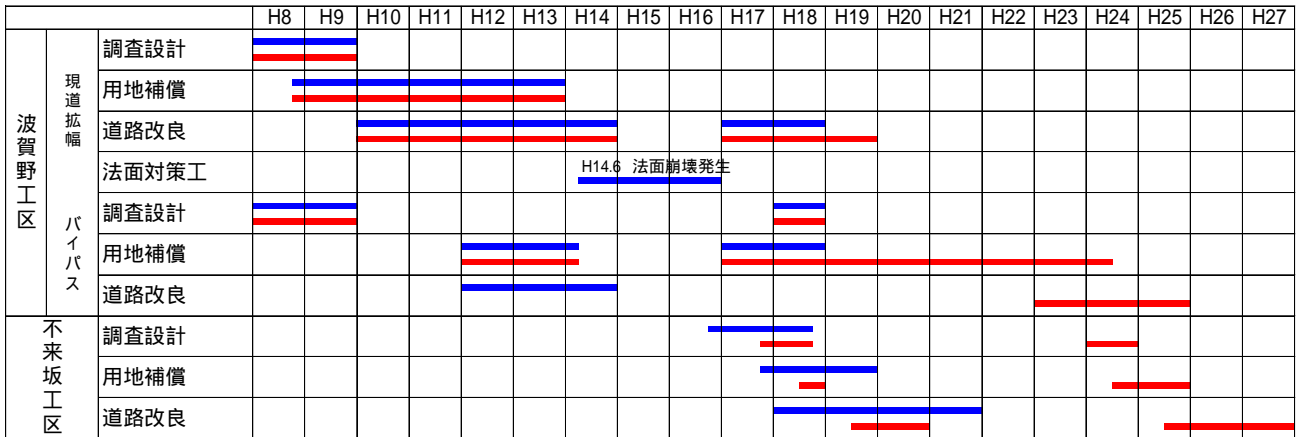 H8 H9 H10 H11 H12 H13 H14 H15 H16 H17 H18 H19 H20 H21 H22 H23 H24 H25 H26 H27
波賀野工区
現道拡幅
調査設計
用地補償
道路改良
法面対策工
H14.6 法面崩壊発生
バイパス
調査設計
用地補償
道路改良
不来坂工区
調査設計
用地補償
道路改良